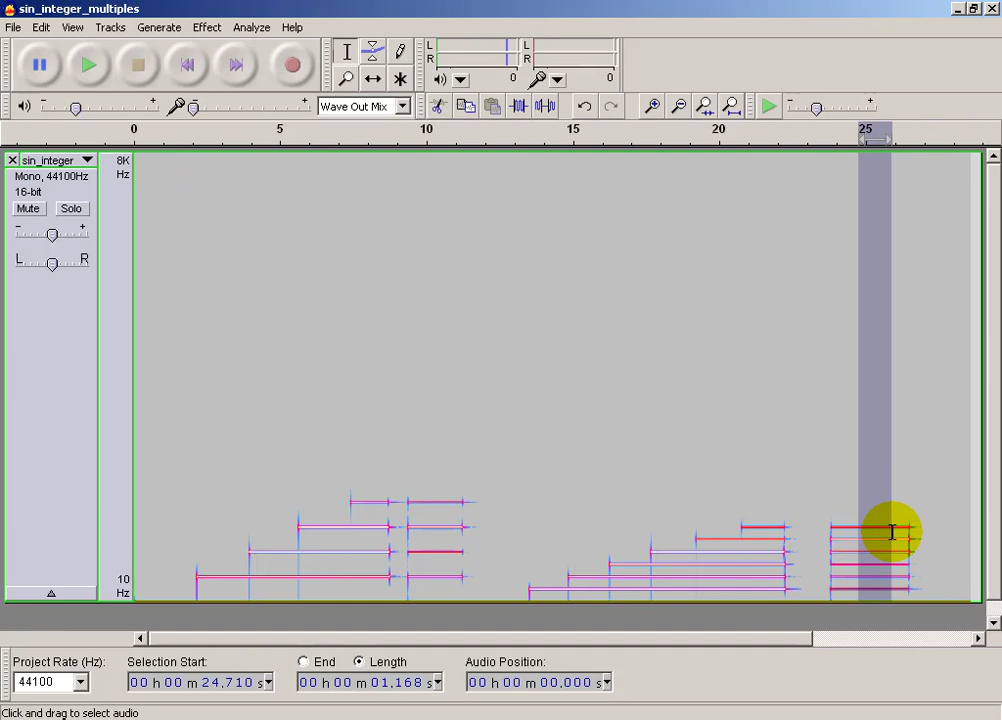 sin_integer_multiples
File Edit View Tracks Generate Effect Analyze Help
L
R
0
L
R
0
- +
- +
Wave Out Mix
- +
0 5 10 15 20 25
sin_integer
Mono, 44100Hz
16-bit
Mute Solo
- +
L R
8K
Hz
10
Hz
Project Rate (Hz):
44100
Selection Start:
00 h 00 m 24.710 s
End Length
00 h 00 m 01.168 s
Audio Position:
00 h 00 m 00.000 s
Click and drag to select audio